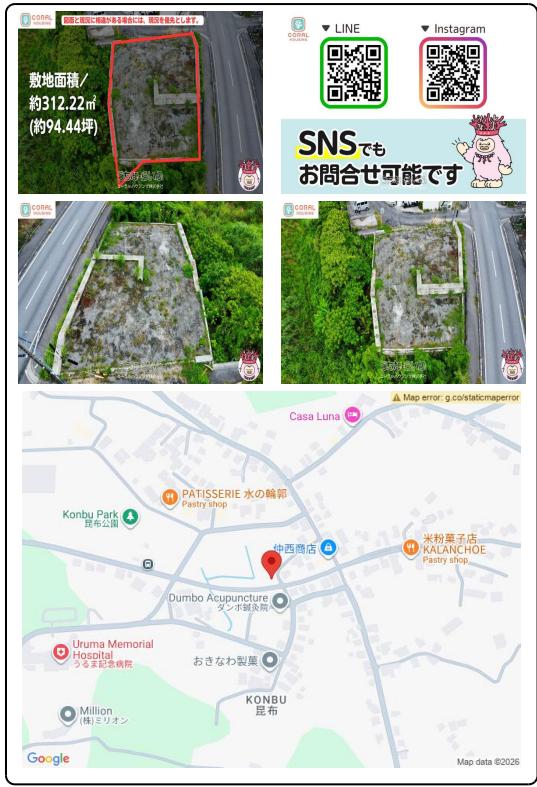 CORAL
HOUSING
図面と現況に相違がある場合には、現況を優先とします。
敷地面積／
約312.22㎡
(約94.44坪)
CORAL
HOUSING
▼ LINE
▼ Instagram
SNSでも
お問合せ可能です
CORAL
HOUSING
CORAL
HOUSING
Map error: g.co/staticmaperror
Casa Luna
PATISSERIE 水の輪郭
Pastry shop
Konbu Park
昆布公園
仲西商店
米粉菓子店
KALANCHOE
Pastry shop
Dumbo Acupuncture
ダンボ鍼灸院
Uruma Memorial
Hospital
うるま記念病院
おきなわ製菓
KONBU
昆布
Million
(株)ミリオン
Google
Map data ©2026